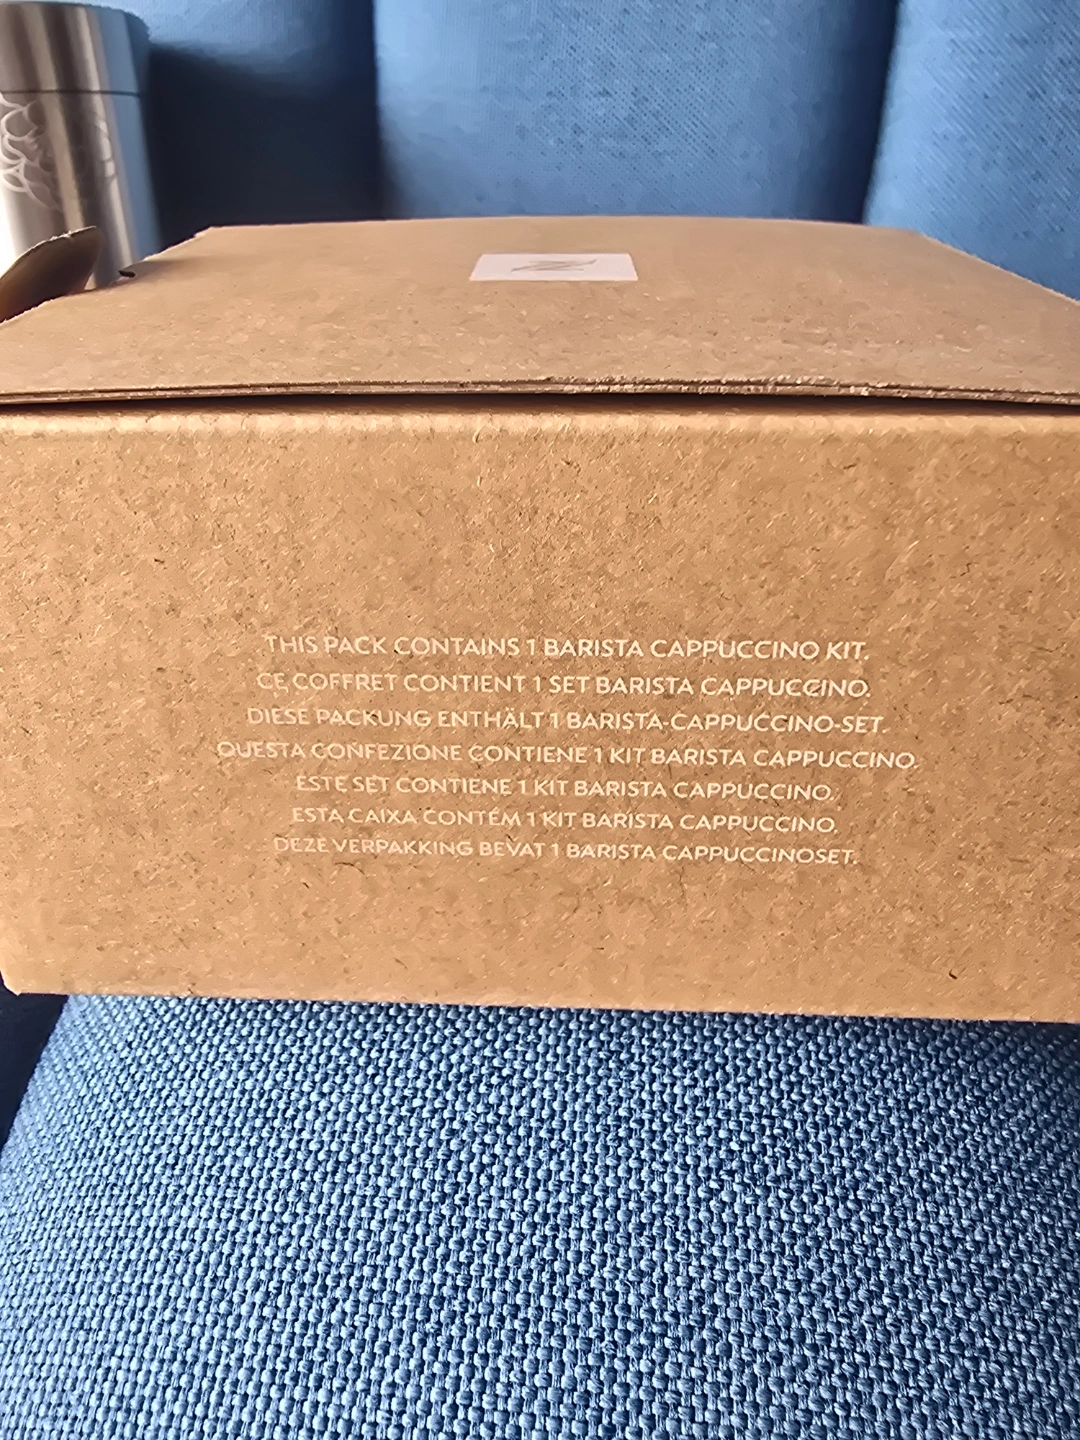 THIS PACK CONTAINS 1 BARISTA CAPPUCCINO KIT.
CE COFFRET CONTIENT 1 SET BARISTA CAPPUCCINO.
DIESE PACKUNG ENTHÄLT 1 BARISTA-CAPPUCCINO-SET.
QUESTA CONFEZIONE CONTIENE 1 KIT BARISTA CAPPUCCINO.
ESTE SET CONTIENE 1 KIT BARISTA CAPPUCCINO.
ESTA CAIXA CONTÉM 1 KIT BARISTA CAPPUCCINO.
DEZE VERPAKKING BEVAT 1 BARISTA CAPPUCCINOSET.